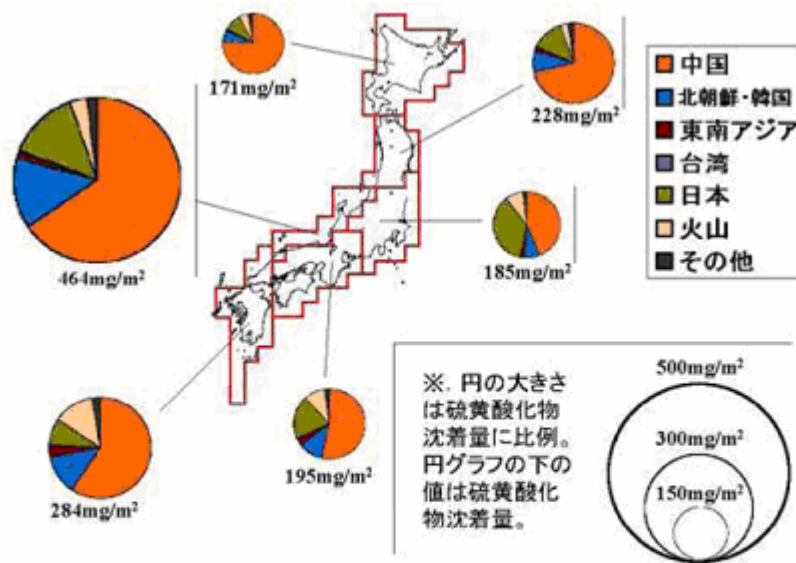 171mg/m²
228mg/m²
464mg/m²
185mg/m²
284mg/m²
195mg/m²
中国
北朝鮮・韓国
東南アジア
台湾
日本
火山
その他
※. 円の大きさ
は硫黄酸化物
沈着量に比例。
円グラフの下の
値は硫黄酸化
物沈着量。
500mg/m²
300mg/m²
150mg/m²